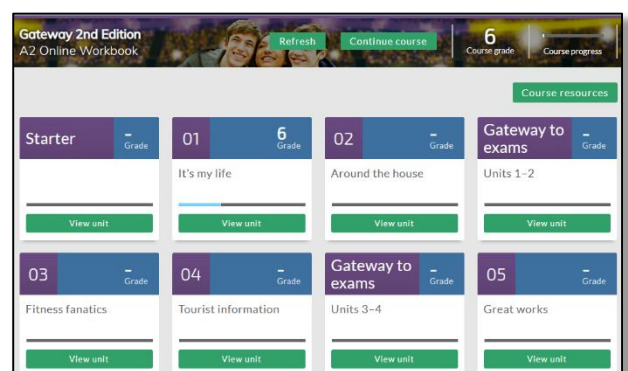 Gateway 2nd Edition
A2 Online Workbook
Refresh
Continue course
6
Course grade
Course progress
Course resources
Starter
–
Grade
View unit
01
6
Grade
It's my life
View unit
02
–
Grade
Around the house
View unit
Gateway to
exams
–
Grade
Units 1–2
View unit
03
–
Grade
Fitness fanatics
View unit
04
–
Grade
Tourist information
View unit
Gateway to
exams
–
Grade
Units 3–4
View unit
05
–
Grade
Great works
View unit